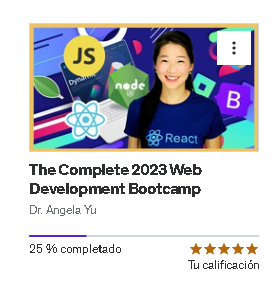 JS
Dynamic
node
B
React
The Complete 2023 Web
Development Bootcamp
Dr. Angela Yu
25 % completado
Tu calificación